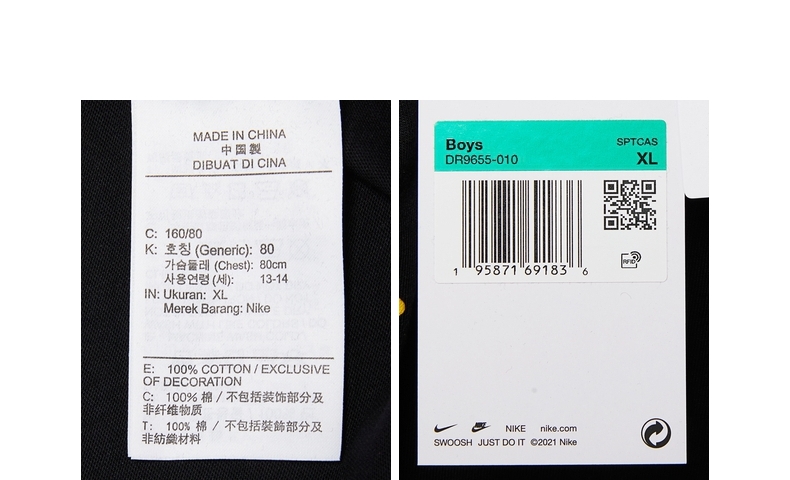 MADE IN CHINA
中国製
DIBUAT DI CINA
C: 160/80
K: 호칭 (Generic): 80
가슴둘레 (Chest): 80cm
사용연령 (세): 13-14
IN: Ukuran: XL
Merek Barang: Nike
E: 100% COTTON / EXCLUSIVE
OF DECORATION
C: 100% 棉 / 不包括装饰部分及
非纤维物质
T: 100% 棉 / 不包括裝飾部分及
非紡織材料
Boys
SPTCAS
DR9655-010
XL
1 95871 69183 6
RFID
NIKE nike.com
SWOOSH JUST DO IT ©2021 Nike